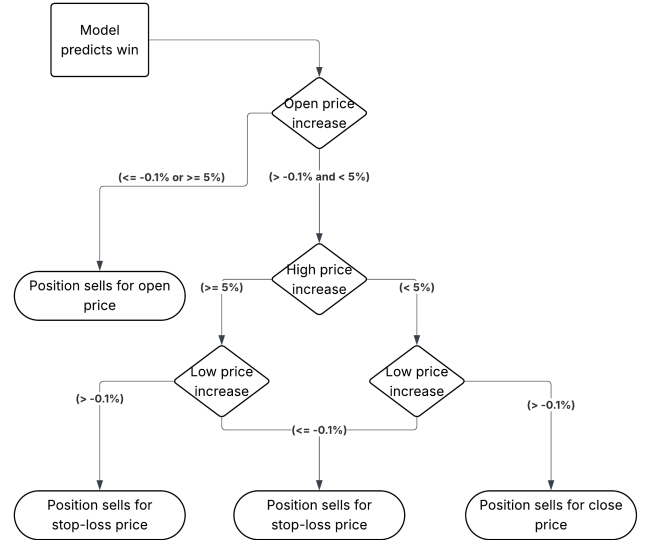 Model
predicts win
Open price
increase
(<= -0.1% or >= 5%)
(> -0.1% and < 5%)
Position sells for open
price
High price
increase
(>= 5%)
(< 5%)
Low price
increase
Low price
increase
(> -0.1%)
(> -0.1%)
(<= -0.1%)
Position sells for
stop-loss price
Position sells for
stop-loss price
Position sells for close
price